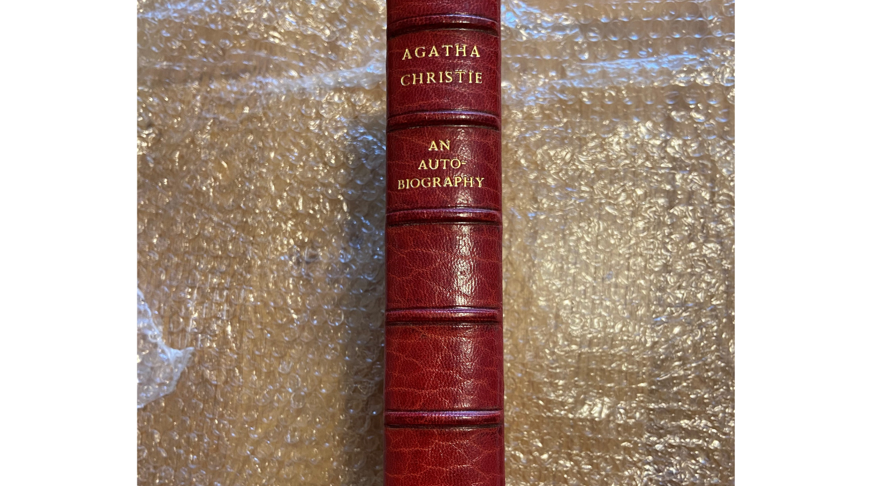 AGATHA
CHRISTIE
AN
AUTO-
BIOGRAPHY